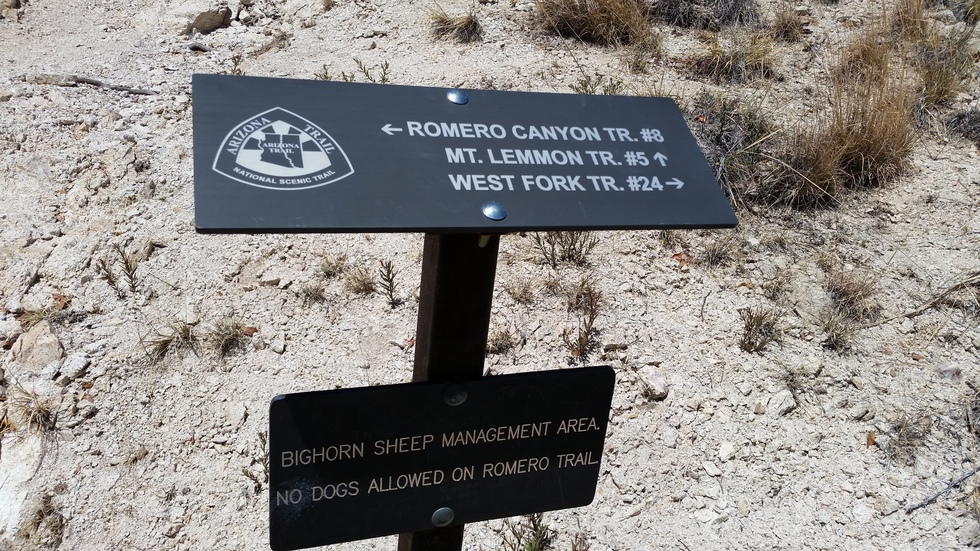 ARIZONA TRAIL
ARIZONA
TRAIL
NATIONAL SCENIC TRAIL
← ROMERO CANYON TR. #8
MT. LEMMON TR. #5 ↑
WEST FORK TR. #24 →
BIGHORN SHEEP MANAGEMENT AREA.
NO DOGS ALLOWED ON ROMERO TRAIL.